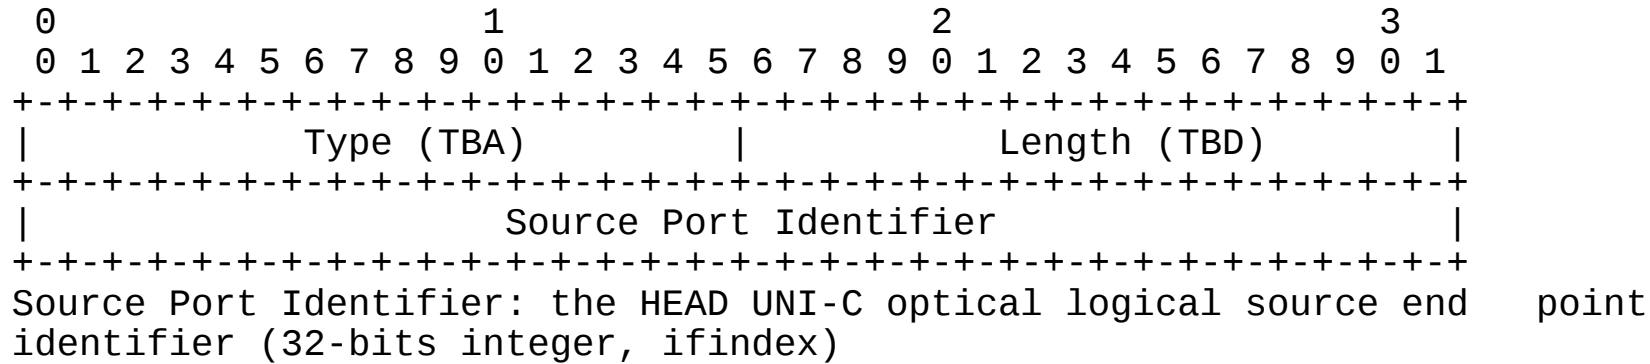 0                   1                   2                   3
 0 1 2 3 4 5 6 7 8 9 0 1 2 3 4 5 6 7 8 9 0 1 2 3 4 5 6 7 8 9 0 1
+-+-+-+-+-+-+-+-+-+-+-+-+-+-+-+-+-+-+-+-+-+-+-+-+-+-+-+-+-+-+-+-+
|            Type (TBA)         |           Length (TBD)        |
+-+-+-+-+-+-+-+-+-+-+-+-+-+-+-+-+-+-+-+-+-+-+-+-+-+-+-+-+-+-+-+-+
|                     Source Port Identifier                    |
+-+-+-+-+-+-+-+-+-+-+-+-+-+-+-+-+-+-+-+-+-+-+-+-+-+-+-+-+-+-+-+-+
Source Port Identifier: the HEAD UNI-C optical logical source end   point
identifier (32-bits integer, ifindex)